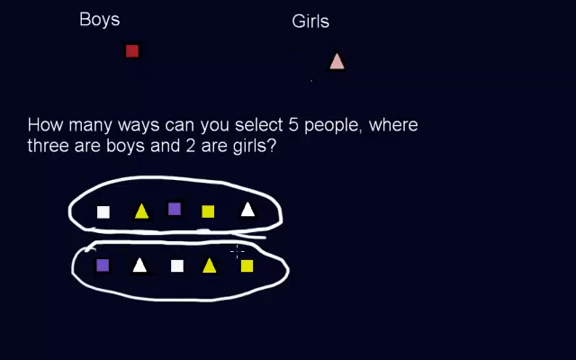 Boys
Girls
How many ways can you select 5 people, where
three are boys and 2 are girls?